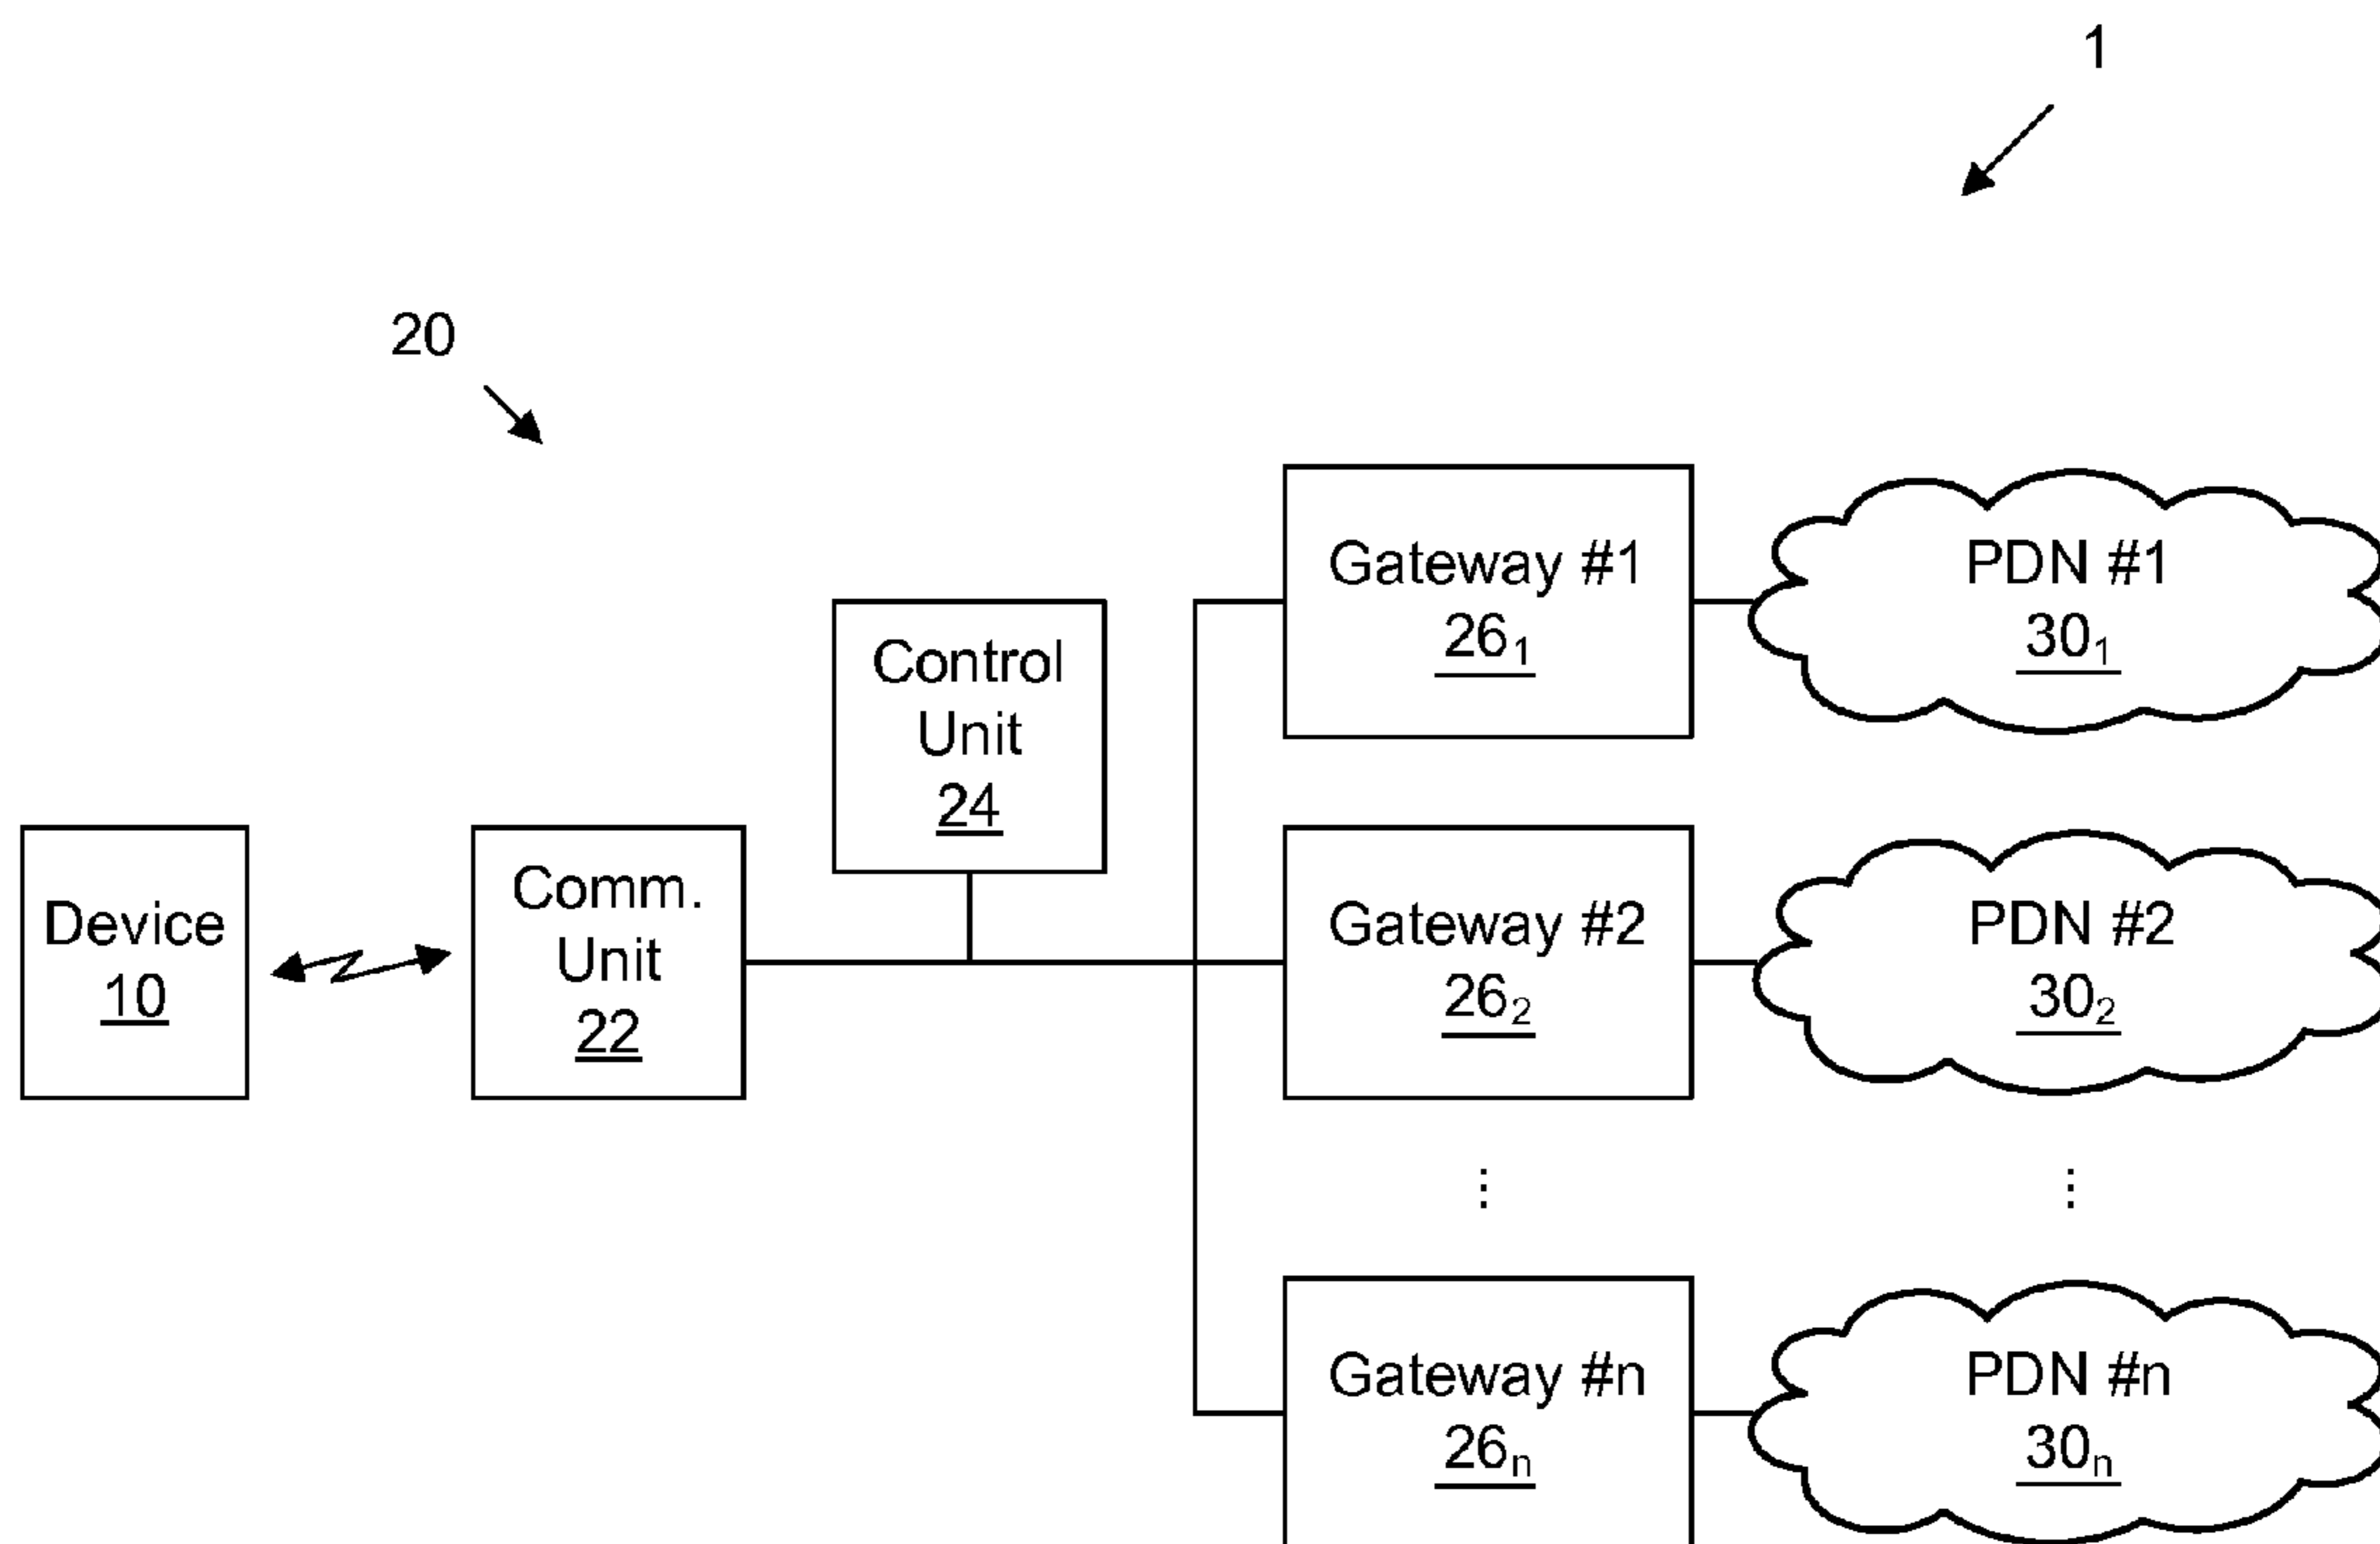 1
20
Device
10
Comm.
Unit
22
Control
Unit
24
Gateway #1
26₁
PDN #1
30₁
Gateway #2
26₂
PDN #2
30₂
⋮
⋮
Gateway #n
26ₙ
PDN #n
30ₙ